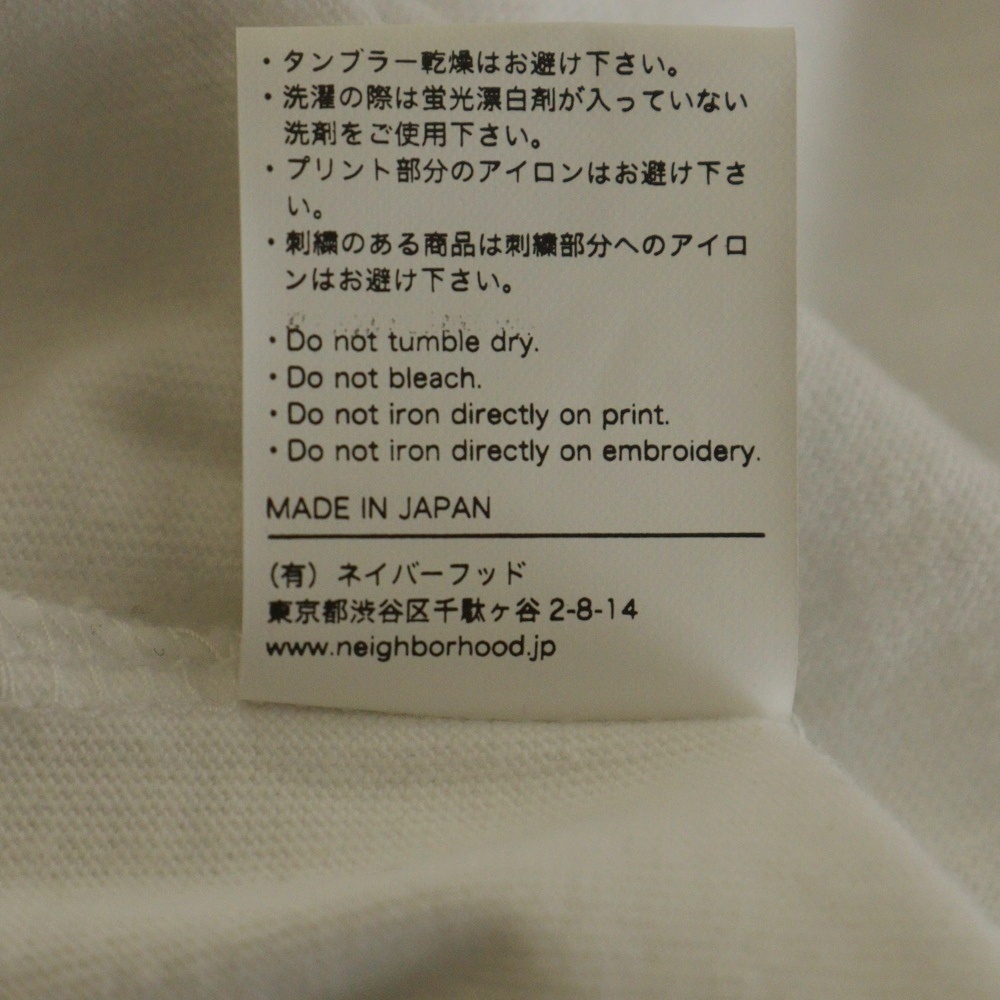 ・タンブラー乾燥はお避け下さい。
・洗濯の際は蛍光漂白剤が入っていない
洗剤をご使用下さい。
・プリント部分のアイロンはお避け下さ
い。
・刺繍のある商品は刺繍部分へのアイロ
ンはお避け下さい。
・Do not tumble dry.
・Do not bleach.
・Do not iron directly on print.
・Do not iron directly on embroidery.
MADE IN JAPAN
(有) ネイバーフッド
東京都渋谷区千駄ヶ谷 2-8-14
www.neighborhood.jp